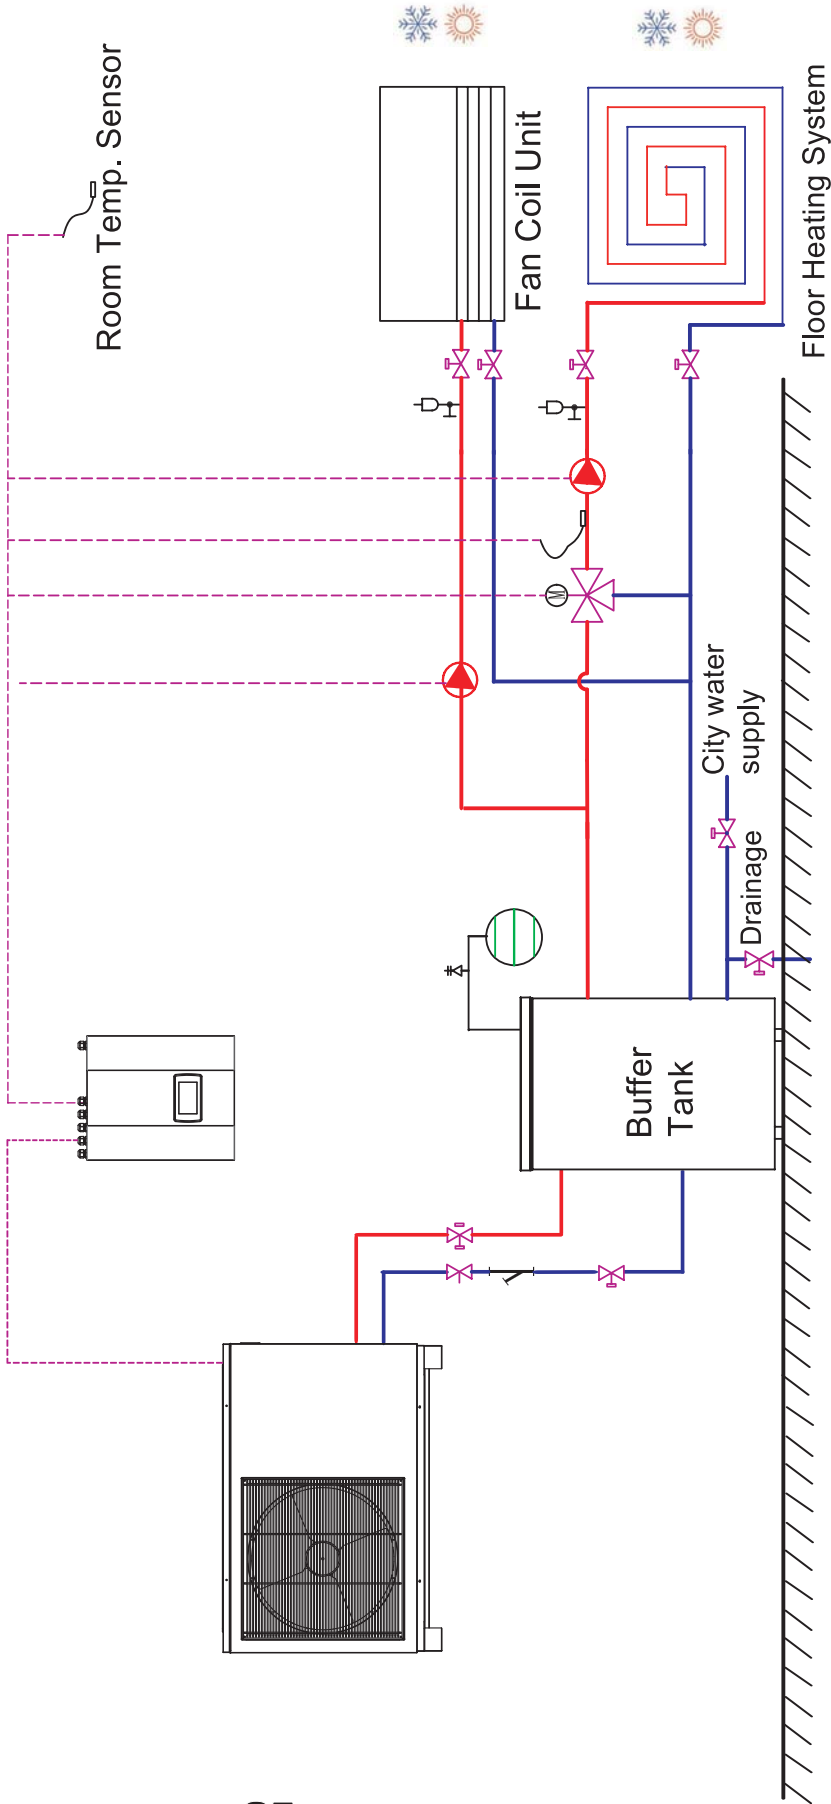 Room Temp. Sensor
Fan Coil Unit
Floor Heating System
City water
supply
Drainage
Buffer
Tank